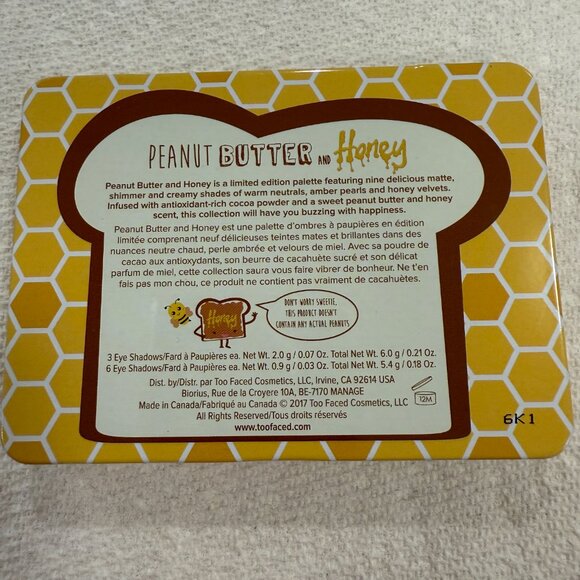 PEANUT BUTTER AND Honey
Peanut Butter and Honey is a limited edition palette featuring nine delicious matte,
shimmer and creamy shades of warm neutrals, amber pearls and honey velvets.
Infused with antioxidant-rich cocoa powder and a sweet peanut butter and honey
scent, this collection will have you buzzing with happiness.
Peanut Butter and Honey est une palette d'ombres à paupières en édition
limitée comprenant neuf délicieuses teintes mates et brillantes dans des
nuances neutre chaud, perle ambrée et velours de miel. Avec sa poudre de
cacao aux antioxydants, son beurre de cacahuète sucré et son délicat
parfum de miel, cette collection saura vous faire vibrer de bonheur. Ne t'en
fais pas mon chou, ce produit ne contient pas vraiment de cacahuètes.
Honey
DON'T WORRY SWEETIE,
THIS PRODUCT DOESN'T
CONTAIN ANY ACTUAL PEANUTS.
3 Eye Shadows/Fard à Paupières ea. Net Wt. 2.0 g / 0.07 Oz. Total Net Wt. 6.0 g / 0.21 Oz.
6 Eye Shadows/Fard à Paupières ea. Net Wt. 0.9 g / 0.03 Oz. Total Net Wt. 5.4 g / 0.18 Oz.
Dist. by/Distr. par Too Faced Cosmetics, LLC, Irvine, CA 92614 USA
Biorius, Rue de la Croyere 10A, BE-7170 MANAGE
Made in Canada/Fabriqué au Canada © 2017 Too Faced Cosmetics, LLC
All Rights Reserved/Tous droits réservés
www.toofaced.com
12M
6K1